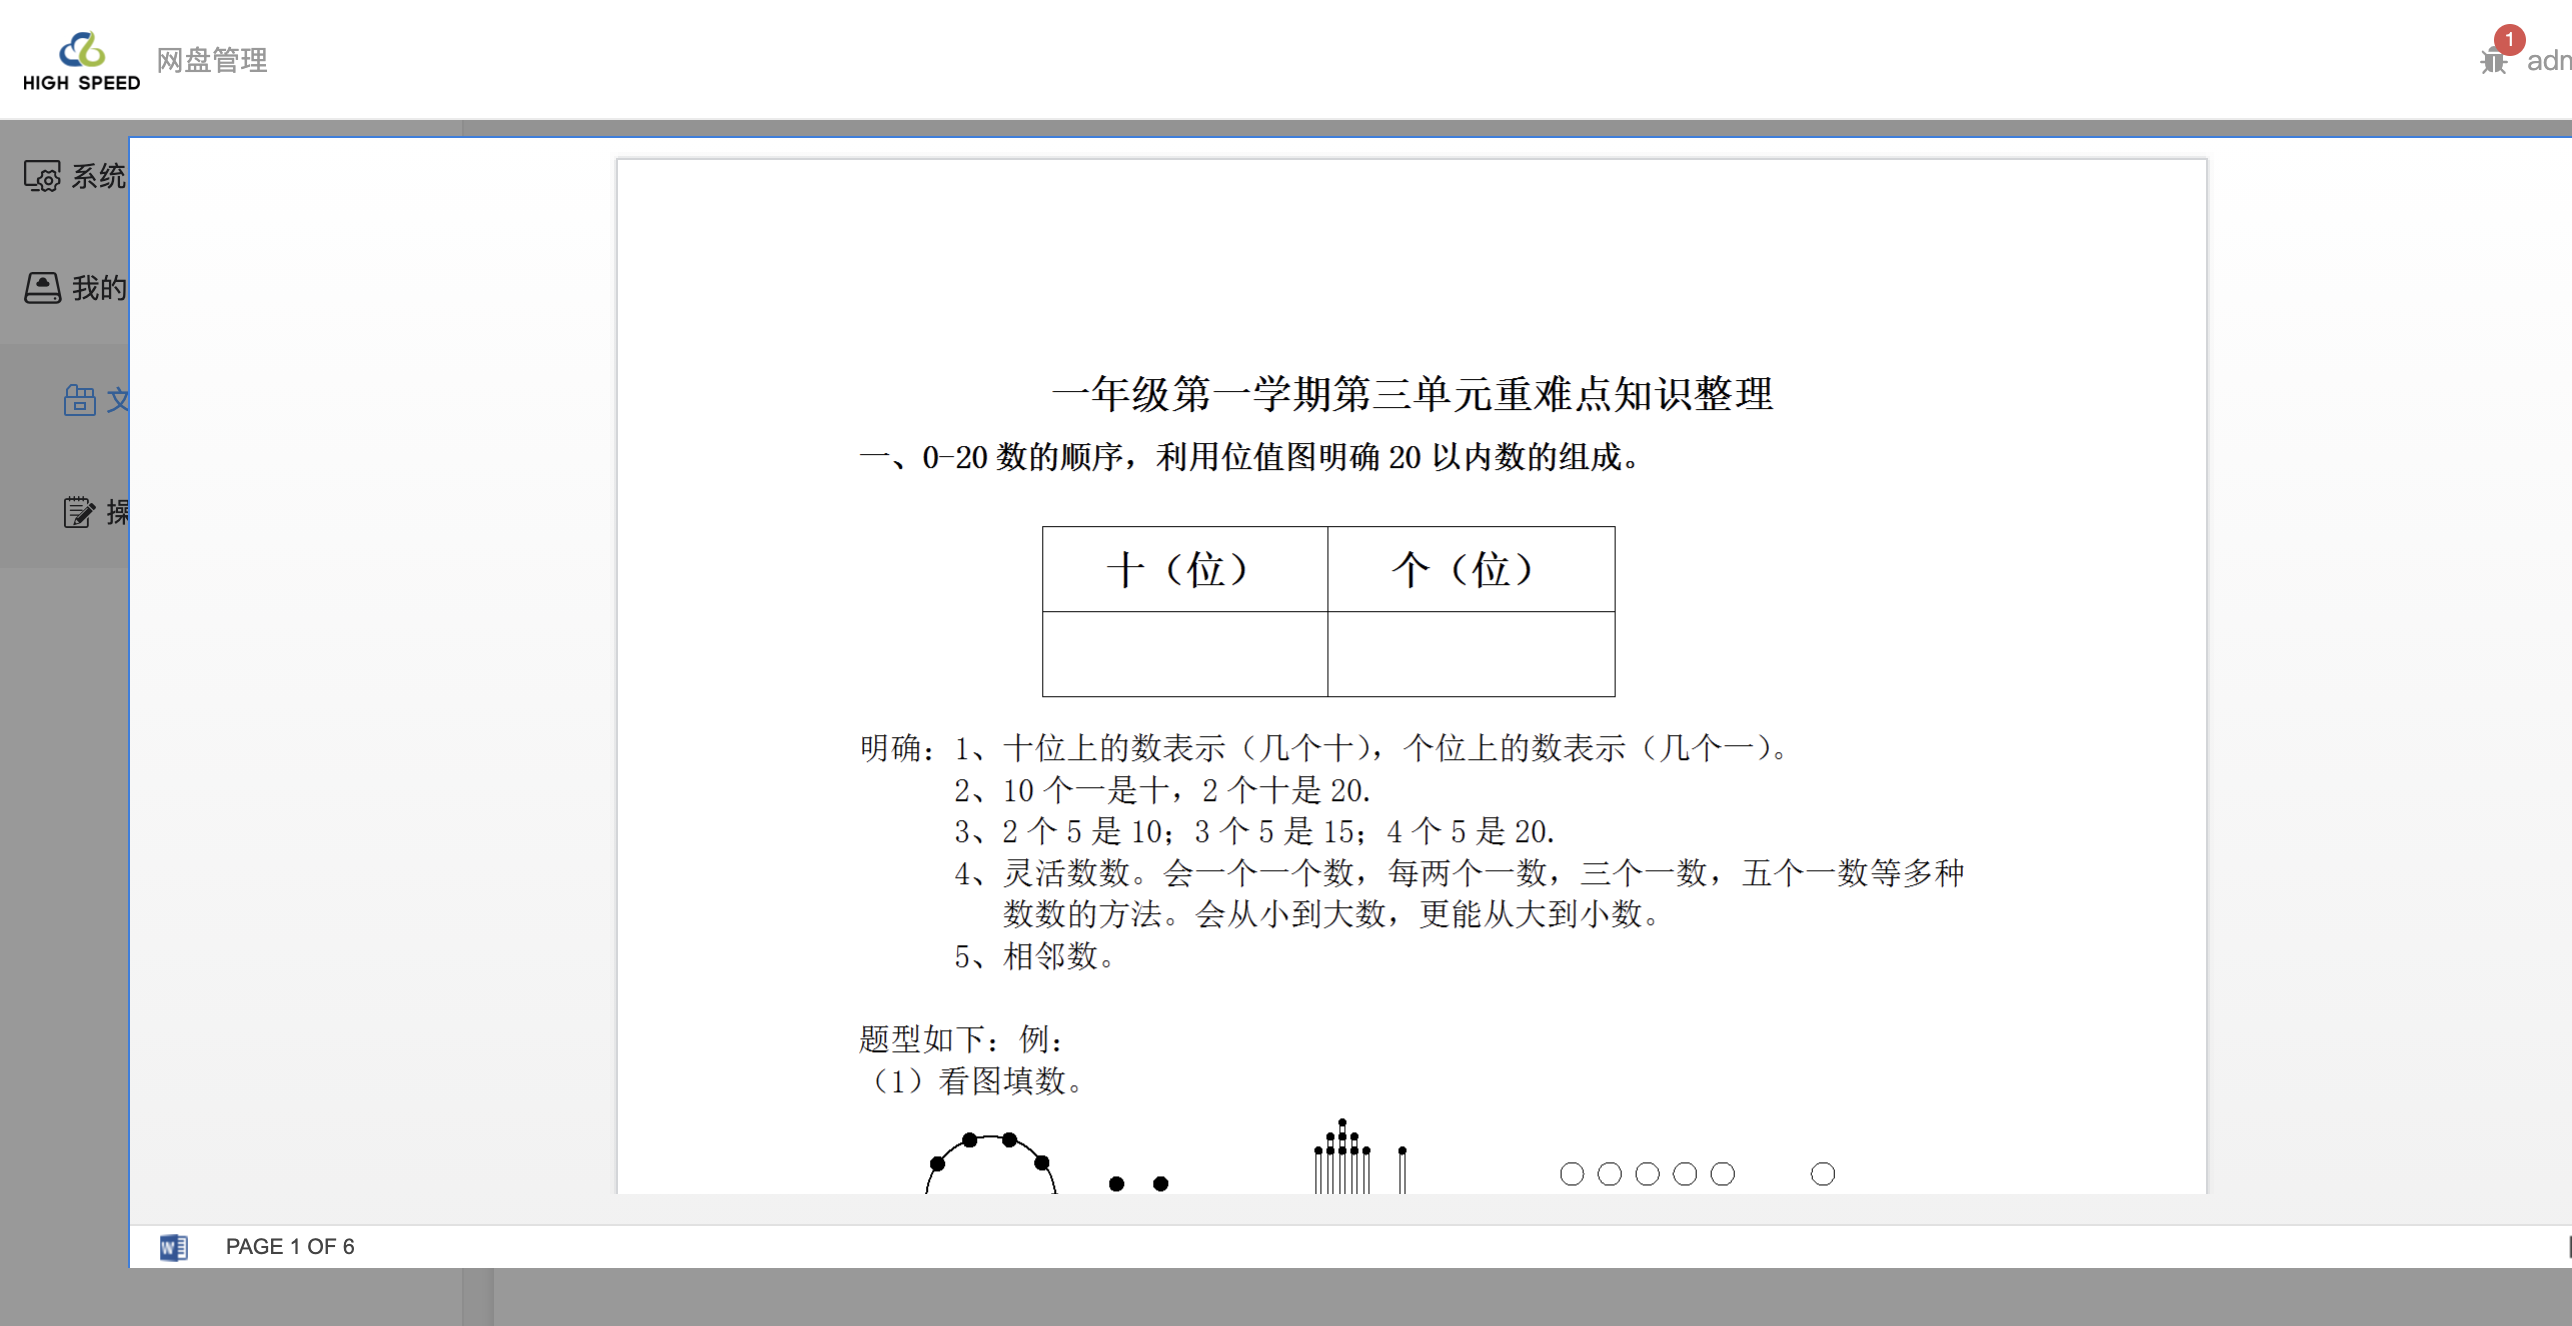 HIGH SPEED
网盘管理
1
系统
我的
文
操
一年级第一学期第三单元重难点知识整理
一、0-20 数的顺序，利用位值图明确 20 以内数的组成。
十（位） 个（位）
明确：1、十位上的数表示（几个十），个位上的数表示（几个一）。
2、10 个一是十，2 个十是 20.
3、2 个 5 是 10；3 个 5 是 15；4 个 5 是 20.
4、灵活数数。会一个一个数，每两个一数，三个一数，五个一数等多种
数数的方法。会从小到大数，更能从大到小数。
5、相邻数。
题型如下：例：
（1）看图填数。
PAGE 1 OF 6